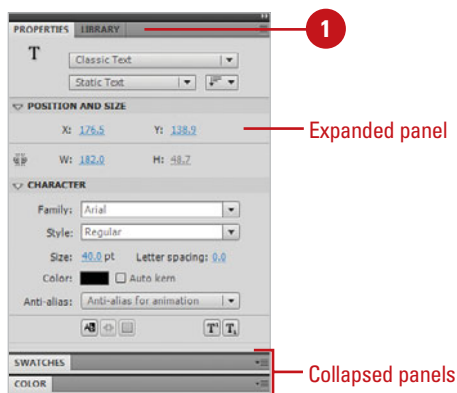 PROPERTIES LIBRARY
1
T
Classic Text
Static Text
POSITION AND SIZE
X: 176.5 Y: 138.9
Expanded panel
W: 182.0 H: 48.7
CHARACTER
Family: Arial
Style: Regular
Size: 40.0 pt Letter spacing: 0.0
Color: Auto kern
Anti-alias: Anti-alias for animation
T¹ T₁
SWATCHES
Collapsed panels
COLOR